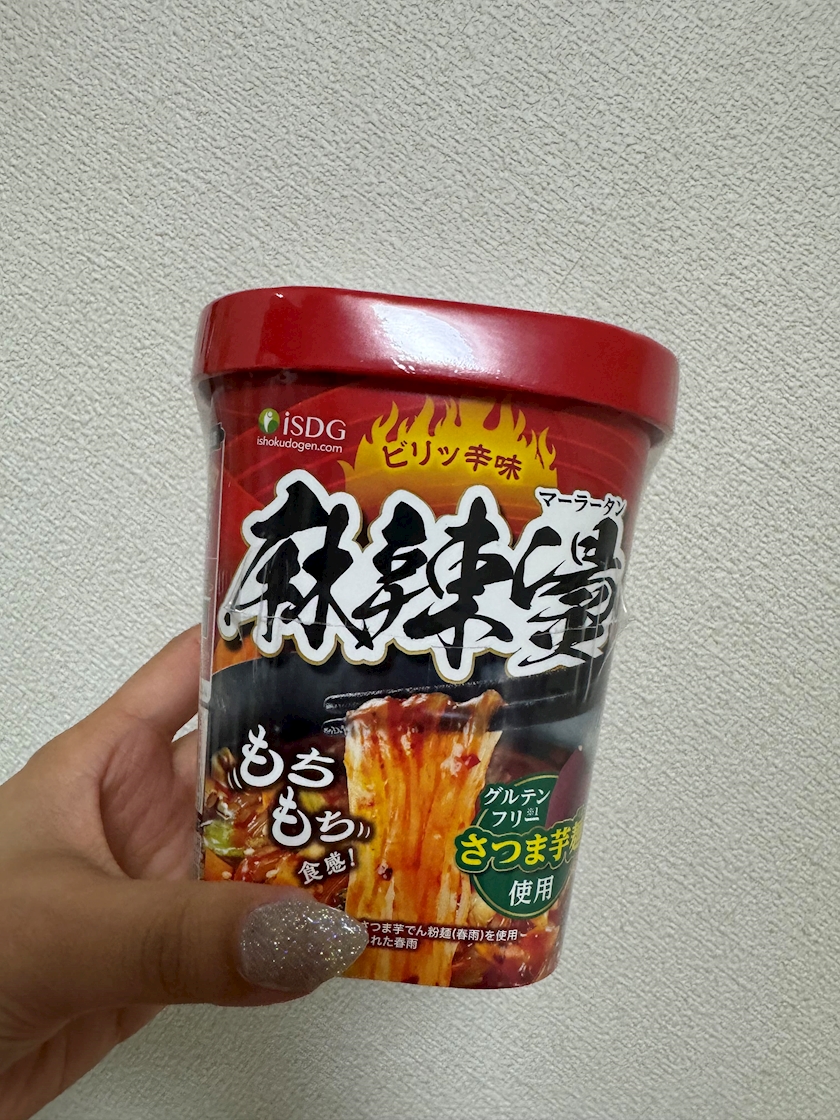 iSDG
ishokudogen.com
ビリッ辛味
マーラータン
麻辣湯
もち
もち
食感!
グルテン
フリー※1
さつま芋麺
使用
さつま芋でん粉麺(春雨)を使用
れた春雨